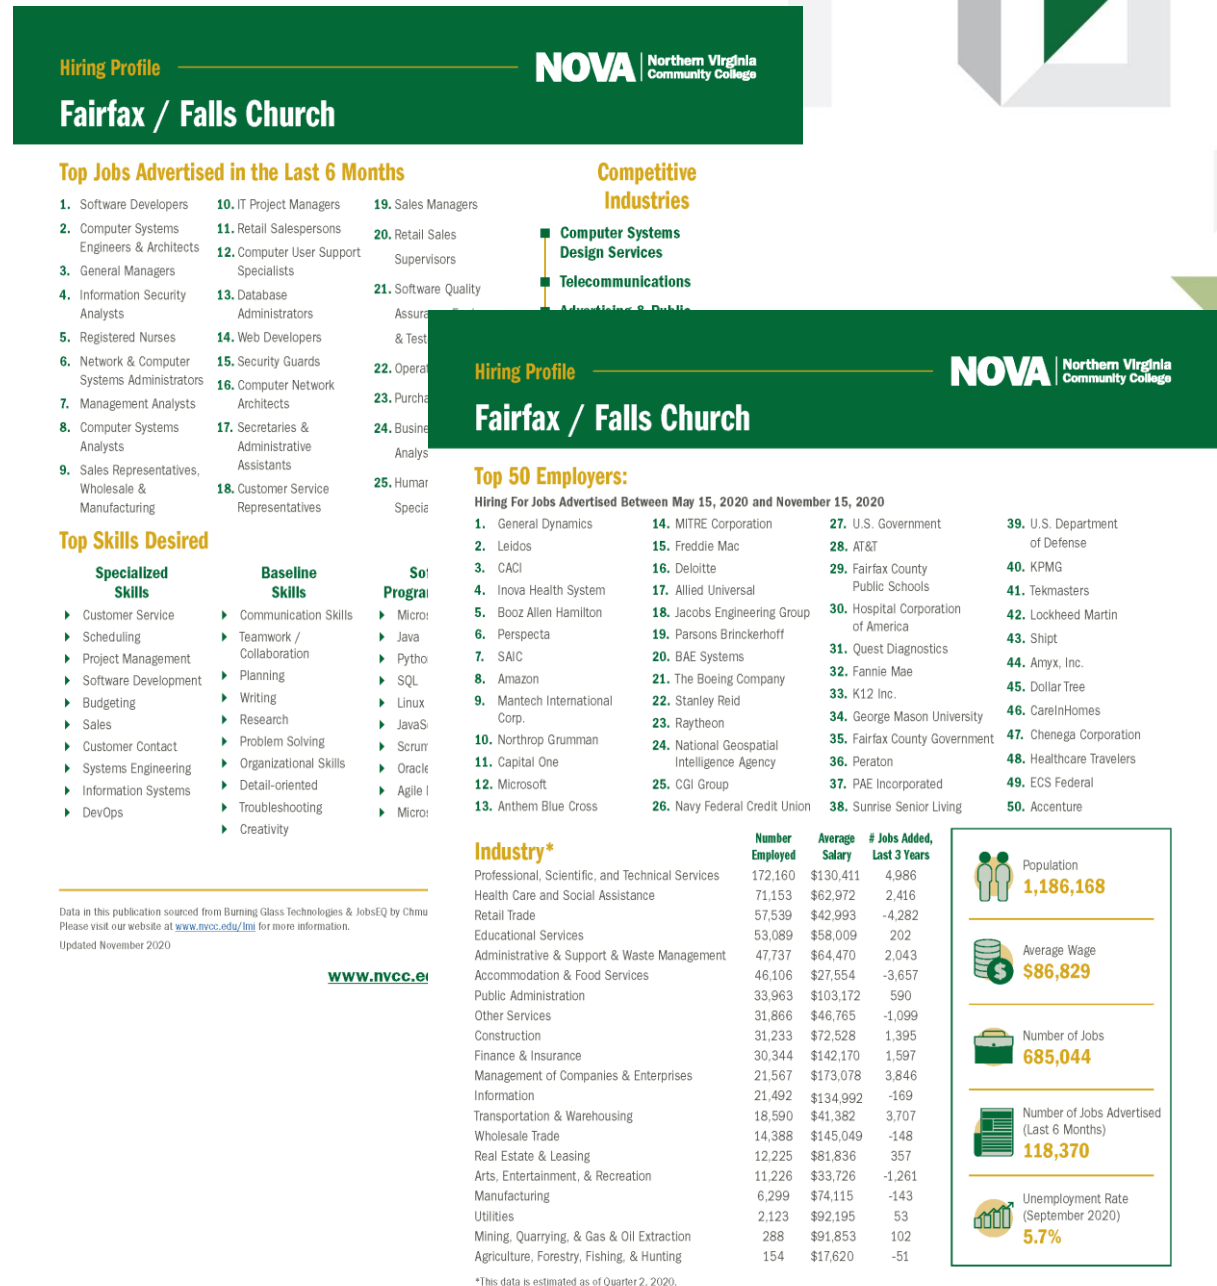 Hiring Profile
NOVA
Northern Virginia
Community College
Fairfax / Falls Church
Top Jobs Advertised in the Last 6 Months
1. Software Developers
2. Computer Systems
Engineers & Architects
3. General Managers
4. Information Security
Analysts
5. Registered Nurses
6. Network & Computer
Systems Administrators
7. Management Analysts
8. Computer Systems
Analysts
9. Sales Representatives,
Wholesale &
Manufacturing
10. IT Project Managers
11. Retail Salespersons
12. Computer User Support
Specialists
13. Database
Administrators
14. Web Developers
15. Security Guards
16. Computer Network
Architects
17. Secretaries &
Administrative
Assistants
18. Customer Service
Representatives
19. Sales Managers
20. Retail Sales
Supervisors
21. Software Quality
& Test
22.
23.
24.
25. Human
Competitive
Industries
Computer Systems
Design Services
Telecommunications
Advertising & Public
Top Skills Desired
Specialized
Skills
Customer Service
Scheduling
Project Management
Software Development
Budgeting
Sales
Customer Contact
Systems Engineering
Information Systems
DevOps
Baseline
Skills
Communication Skills
Teamwork /
Collaboration
Planning
Writing
Research
Problem Solving
Organizational Skills
Detail-oriented
Troubleshooting
Creativity
Java
SQL
Linux
Oracle
Agile
Data in this publication sourced from Burning Glass Technologies & JobsEQ by Chmu
Please visit our website at www.nvcc.edu/lmi for more information.
Updated November 2020
www.nvcc.e
Hiring Profile
NOVA
Northern Virginia
Community College
Fairfax / Falls Church
Top 50 Employers:
Hiring For Jobs Advertised Between May 15, 2020 and November 15, 2020
1. General Dynamics
2. Leidos
3. CACI
4. Inova Health System
5. Booz Allen Hamilton
6. Perspecta
7. SAIC
8. Amazon
9. Mantech International
Corp.
10. Northrop Grumman
11. Capital One
12. Microsoft
13. Anthem Blue Cross
14. MITRE Corporation
15. Freddie Mac
16. Deloitte
17. Allied Universal
18. Jacobs Engineering Group
19. Parsons Brinckerhoff
20. BAE Systems
21. The Boeing Company
22. Stanley Reid
23. Raytheon
24. National Geospatial
Intelligence Agency
25. CGI Group
26. Navy Federal Credit Union
27. U.S. Government
28. AT&T
29. Fairfax County
Public Schools
30. Hospital Corporation
of America
31. Quest Diagnostics
32. Fannie Mae
33. K12 Inc.
34. George Mason University
35. Fairfax County Government
36. Peraton
37. PAE Incorporated
38. Sunrise Senior Living
39. U.S. Department
of Defense
40. KPMG
41. Tekmasters
42. Lockheed Martin
43. Shipt
44. Amyx, Inc.
45. Dollar Tree
46. CareInHomes
47. Chenega Corporation
48. Healthcare Travelers
49. ECS Federal
50. Accenture
Industry* Number Employed Average Salary # Jobs Added, Last 3 Years
Professional, Scientific, and Technical Services 172,160 $130,411 4,986
Health Care and Social Assistance 71,153 $62,972 2,416
Retail Trade 57,539 $42,993 -4,282
Educational Services 53,089 $58,009 202
Administrative & Support & Waste Management 47,737 $64,470 2,043
Accommodation & Food Services 46,106 $27,554 -3,657
Public Administration 33,963 $103,172 590
Other Services 31,866 $46,765 -1,099
Construction 31,233 $72,528 1,395
Finance & Insurance 30,344 $142,170 1,597
Management of Companies & Enterprises 21,567 $173,078 3,846
Information 21,492 $134,992 -169
Transportation & Warehousing 18,590 $41,382 3,707
Wholesale Trade 14,388 $145,049 -148
Real Estate & Leasing 12,225 $81,836 357
Arts, Entertainment, & Recreation 11,226 $33,726 -1,261
Manufacturing 6,299 $74,115 -143
Utilities 2,123 $92,195 53
Mining, Quarrying, & Gas & Oil Extraction 288 $91,853 102
Agriculture, Forestry, Fishing, & Hunting 154 $17,620 -51
*This data is estimated as of Quarter 2, 2020.
Population
1,186,168
Average Wage
$86,829
Number of Jobs
685,044
Number of Jobs Advertised
(Last 6 Months)
118,370
Unemployment Rate
(September 2020)
5.7%